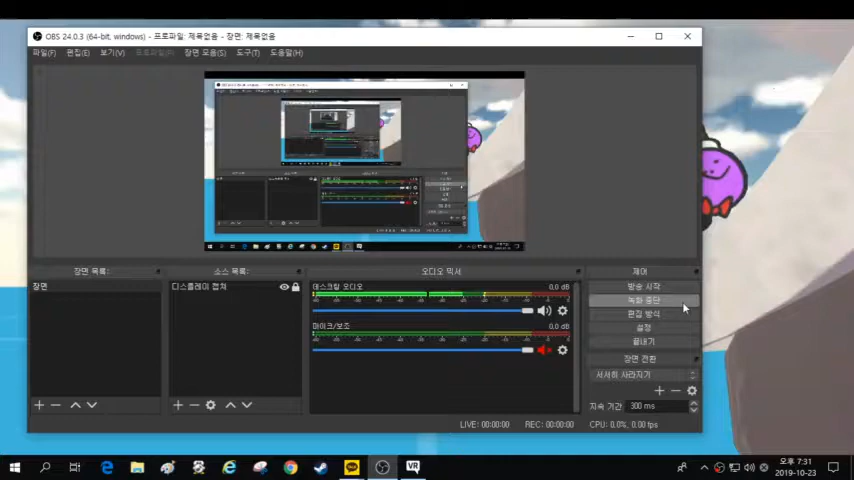 OBS 24.0.3 (64-bit, windows) - 프로파일: 제목없음 - 장면: 제목없음
파일(F) 편집(E) 보기(V) 프로파일(P) 장면 모음(S) 도구(T) 도움말(H)
장면 목록: 소스 목록: 오디오 믹서 제어
장면
디스플레이 캡쳐
데스크탑 오디오 0.0 dB
마이크/보조 0.0 dB
방송 시작
녹화 중단
편집 방식
설정
끝내기
장면 전환
서서히 사라지기
지속 기간 300 ms
LIVE: 00:00:00 REC: 00:00:00 CPU: 0.0%, 0.00 fps
VR
오후 7:31
2019-10-23